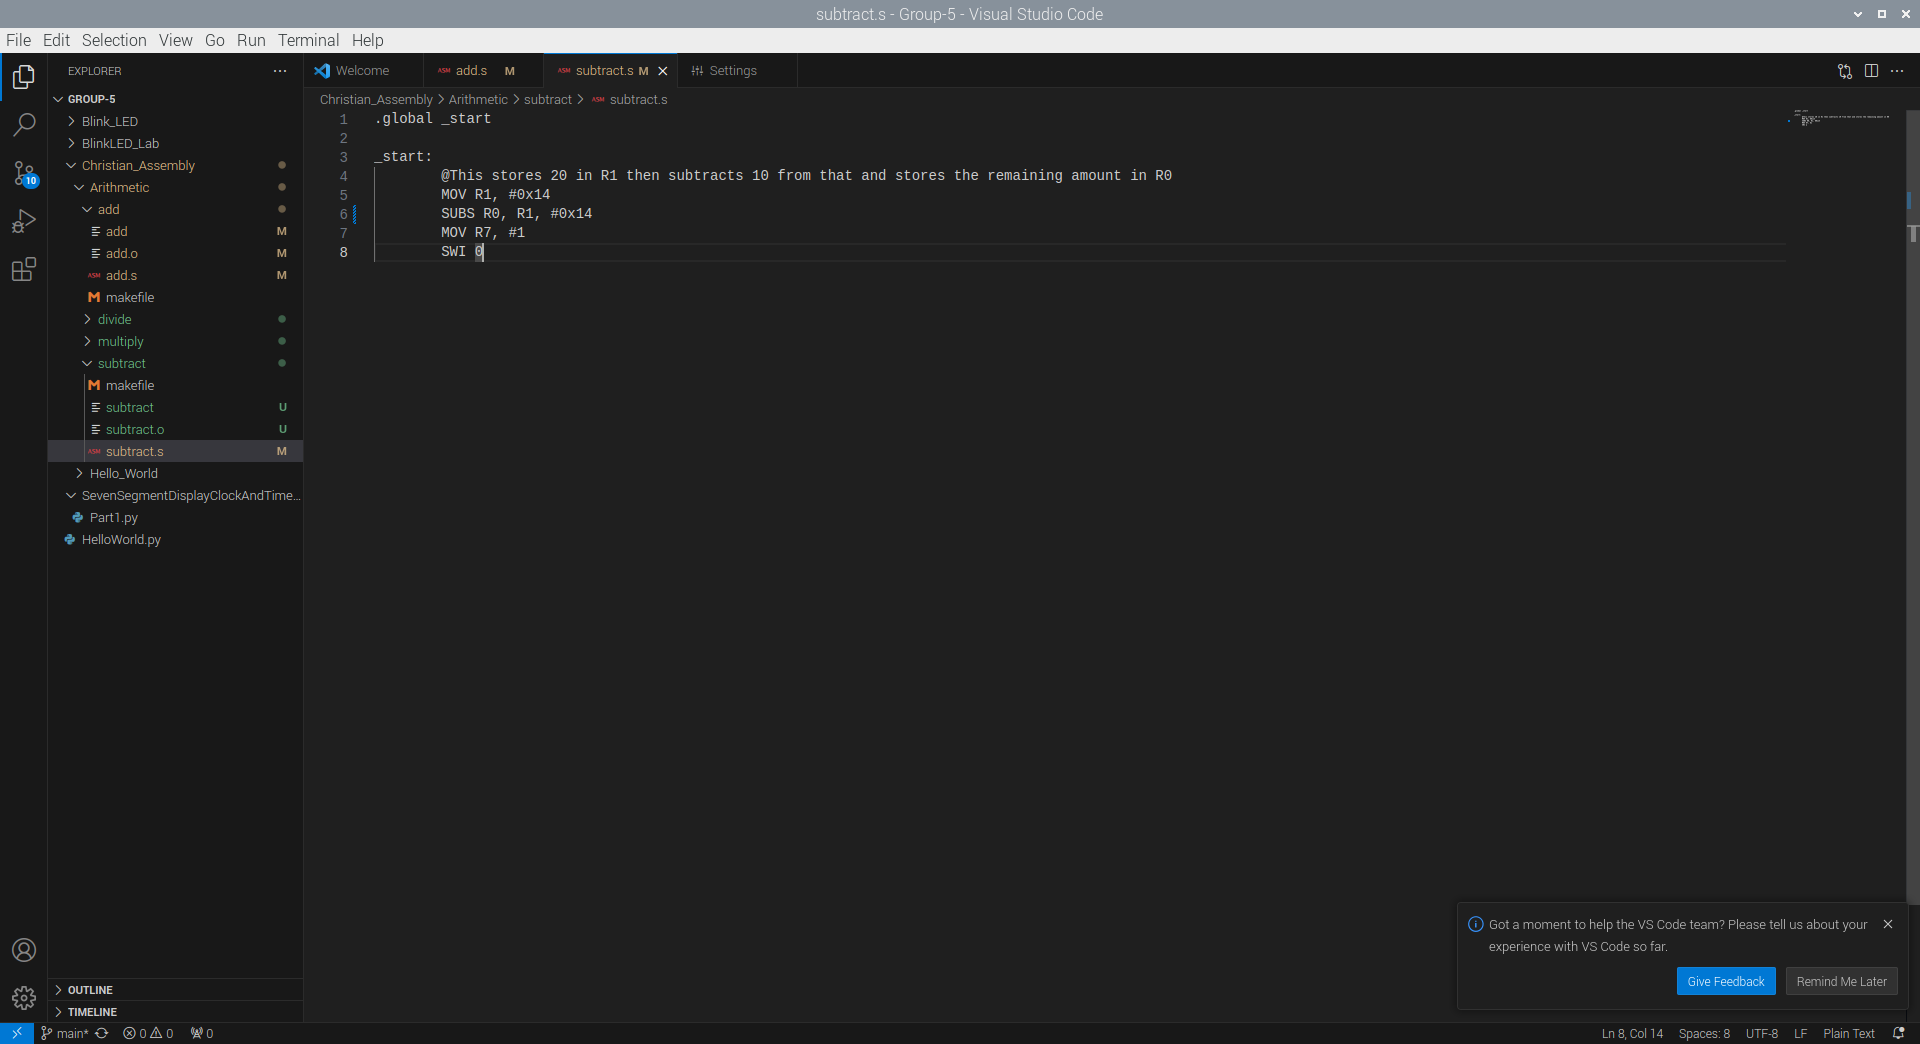 subtract.s - Group-5 - Visual Studio Code
File Edit Selection View Go Run Terminal Help
EXPLORER
GROUP-5
Blink_LED
BlinkLED_Lab
Christian_Assembly
Arithmetic
add
add M
add.o M
ASM add.s M
makefile
divide
multiply
subtract
makefile
subtract U
subtract.o U
ASM subtract.s M
Hello_World
SevenSegmentDisplayClockAndTime...
Part1.py
HelloWorld.py
OUTLINE
TIMELINE
10
Welcome
ASM add.s M
ASM subtract.s M
Settings
Christian_Assembly > Arithmetic > subtract > ASM subtract.s
1 .global _start
2
3 _start:
4 @This stores 20 in R1 then subtracts 10 from that and stores the remaining amount in R0
5 MOV R1, #0x14
6 SUBS R0, R1, #0x14
7 MOV R7, #1
8 SWI 0
Got a moment to help the VS Code team? Please tell us about your
experience with VS Code so far.
Give Feedback Remind Me Later
main* 0 0 0 Ln 8, Col 14 Spaces: 8 UTF-8 LF Plain Text